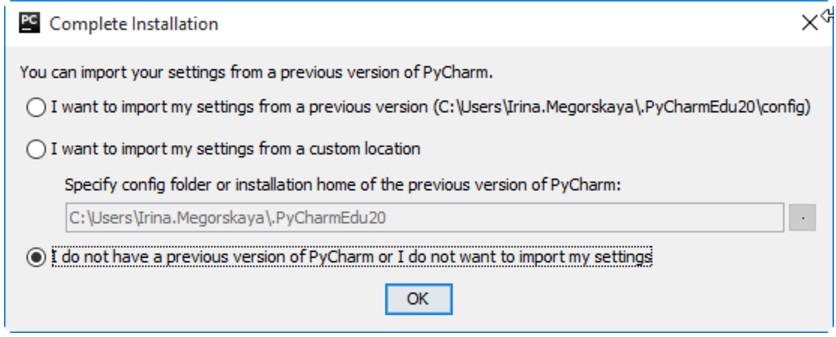 PC Complete Installation
You can import your settings from a previous version of PyCharm.
I want to import my settings from a previous version (C:\Users\Irina.Megorskaya\.PyCharmEdu20\config)
I want to import my settings from a custom location
Specify config folder or installation home of the previous version of PyCharm:
C:\Users\Irina.Megorskaya\.PyCharmEdu20
I do not have a previous version of PyCharm or I do not want to import my settings
OK